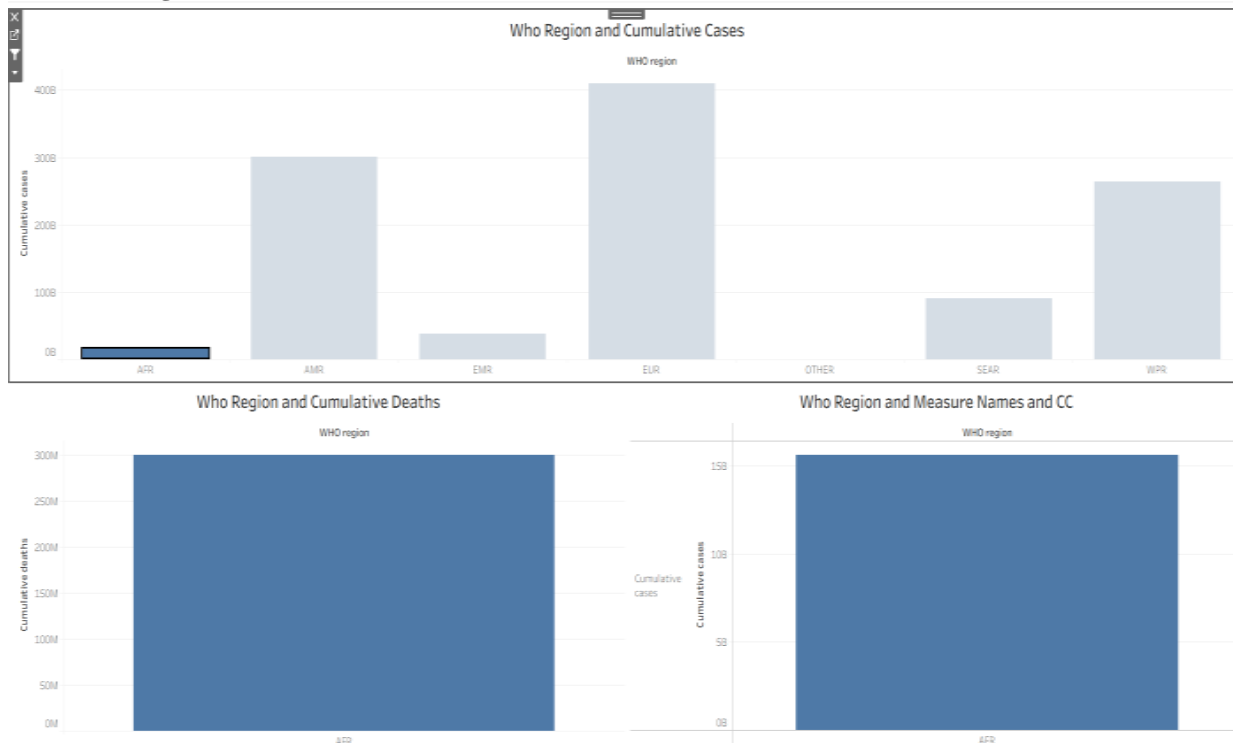 Who Region and Cumulative Cases
WHO region
Cumulative cases
400B
300B
200B
100B
0B
AFR AMR EMR EUR OTHER SEAR WPR
Who Region and Cumulative Deaths
WHO region
Cumulative deaths
300M
250M
200M
150M
100M
50M
0M
AFR
Who Region and Measure Names and CC
WHO region
Cumulative
cases
Cumulative cases
15B
10B
5B
0B
AFR